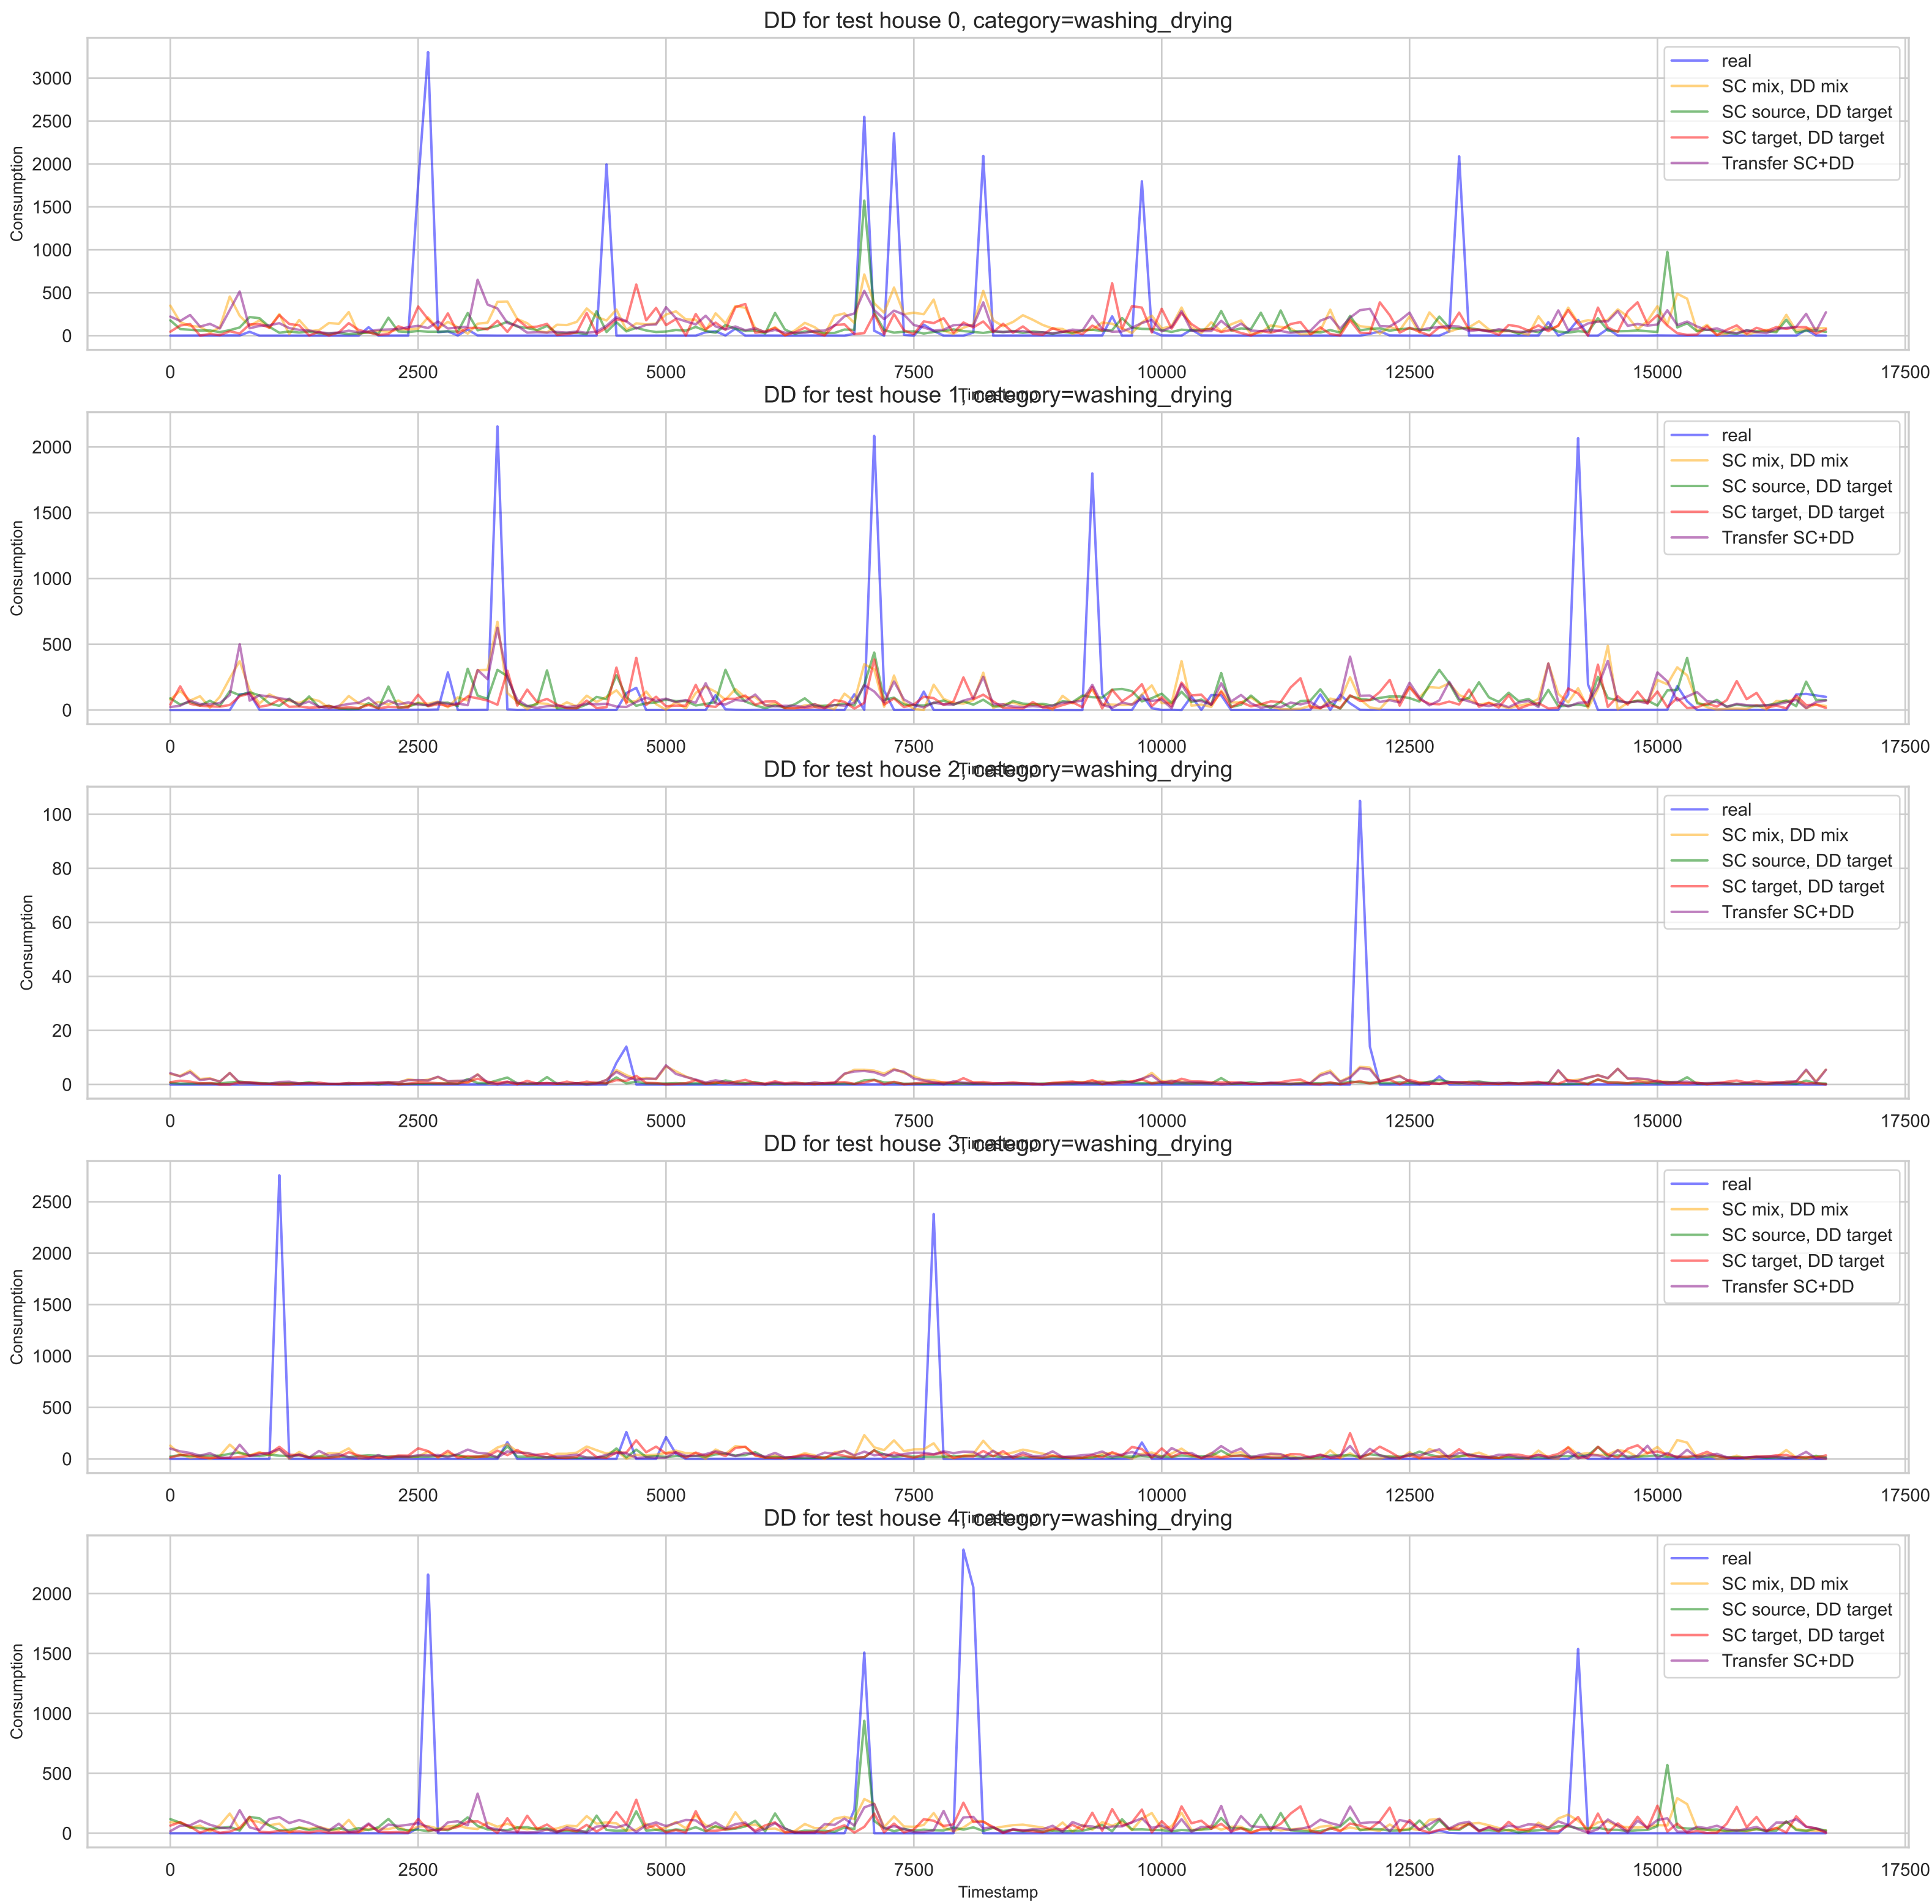 DD for test house 0, category=washing_drying
Consumption
3000
2500
2000
1500
1000
500
0
real
SC mix, DD mix
SC source, DD target
SC target, DD target
Transfer SC+DD
0 2500 5000 7500 10000 12500 15000 17500
Timestamp
DD for test house 1, category=washing_drying
Consumption
2000
1500
1000
500
0
real
SC mix, DD mix
SC source, DD target
SC target, DD target
Transfer SC+DD
0 2500 5000 7500 10000 12500 15000 17500
Timestamp
DD for test house 2, category=washing_drying
Consumption
100
80
60
40
20
0
real
SC mix, DD mix
SC source, DD target
SC target, DD target
Transfer SC+DD
0 2500 5000 7500 10000 12500 15000 17500
Timestamp
DD for test house 3, category=washing_drying
Consumption
2500
2000
1500
1000
500
0
real
SC mix, DD mix
SC source, DD target
SC target, DD target
Transfer SC+DD
0 2500 5000 7500 10000 12500 15000 17500
Timestamp
DD for test house 4, category=washing_drying
Consumption
2000
1500
1000
500
0
real
SC mix, DD mix
SC source, DD target
SC target, DD target
Transfer SC+DD
0 2500 5000 7500 10000 12500 15000 17500
Timestamp